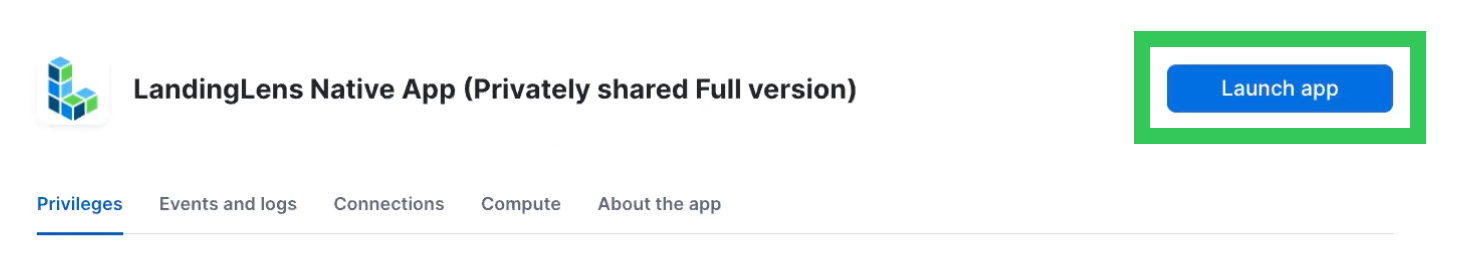 LandingLens Native App (Privately shared Full version)
Launch app
Privileges Events and logs Connections Compute About the app